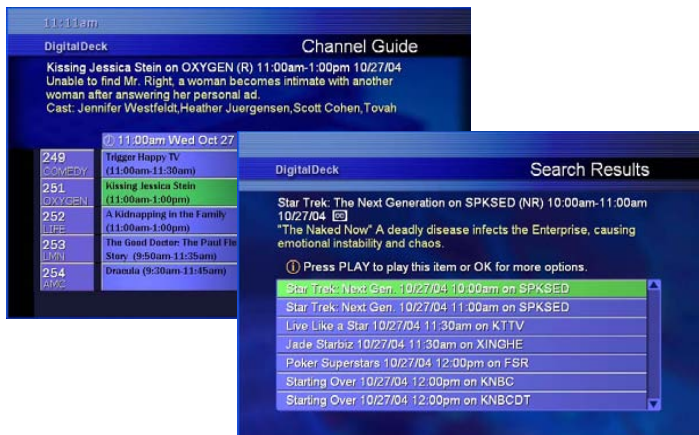 11:11am
DigitalDeck
Channel Guide
Kissing Jessica Stein on OXYGEN (R) 11:00am-1:00pm 10/27/04
Unable to find Mr. Right, a woman becomes intimate with another
woman after answering her personal ad.
Cast: Jennifer Westfeldt,Heather Juergensen,Scott Cohen,Tovah
11:00am Wed Oct 27
249
COMEDY
Trigger Happy TV
(11:00am-11:30am)
251
OXYGEN
Kissing Jessica Stein
(11:00am-1:00pm)
252
LIFE
A Kidnapping in the Family
(11:00am-1:00pm)
253
LMN
The Good Doctor: The Paul Fle
Story (9:50am-11:35am)
254
AMC
Dracula (9:30am-11:45am)
DigitalDeck
Search Results
Star Trek: The Next Generation on SPKSED (NR) 10:00am-11:00am
10/27/04 CC
"The Naked Now" A deadly disease infects the Enterprise, causing
emotional instability and chaos.
Press PLAY to play this item or OK for more options.
Star Trek: Next Gen. 10/27/04 10:00am on SPKSED
Star Trek: Next Gen. 10/27/04 11:00am on SPKSED
Live Like a Star 10/27/04 11:30am on KTTV
Jade Starbiz 10/27/04 11:30am on XINGHE
Poker Superstars 10/27/04 12:00pm on FSR
Starting Over 10/27/04 12:00pm on KNBC
Starting Over 10/27/04 12:00pm on KNBCDT